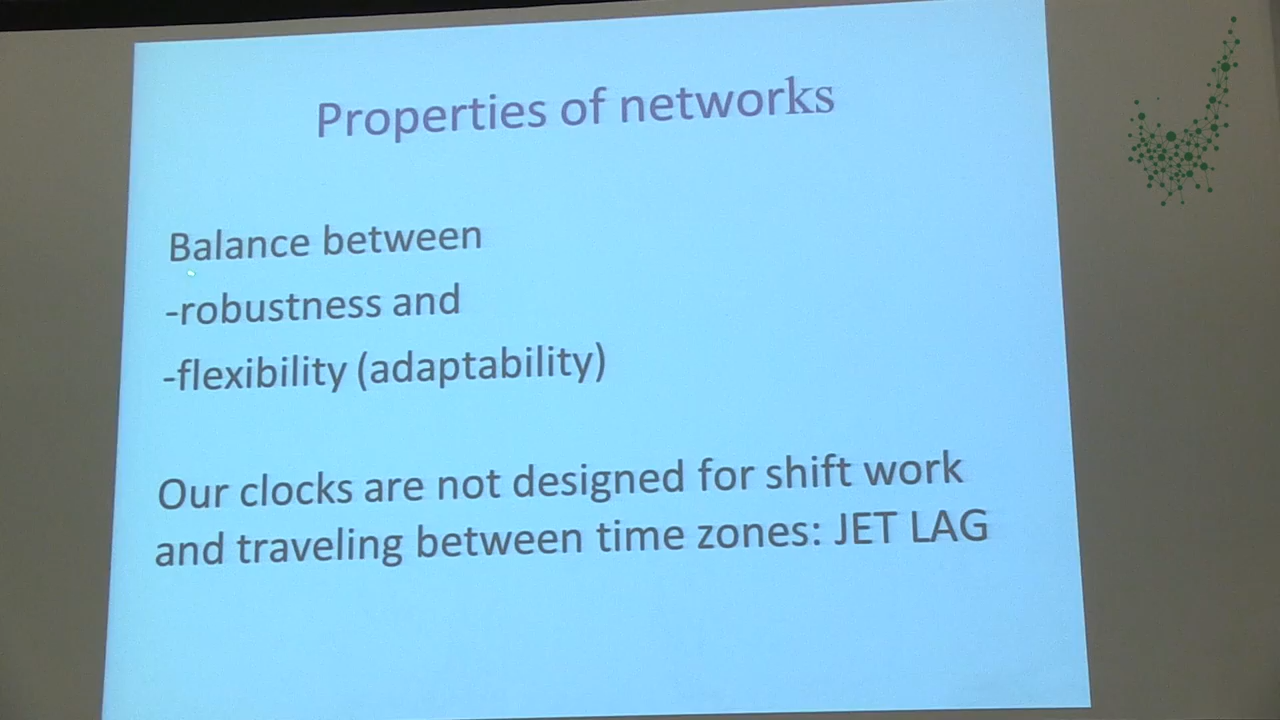 Properties of networks
Balance between
-robustness and
-flexibility (adaptability)
Our clocks are not designed for shift work
and traveling between time zones: JET LAG